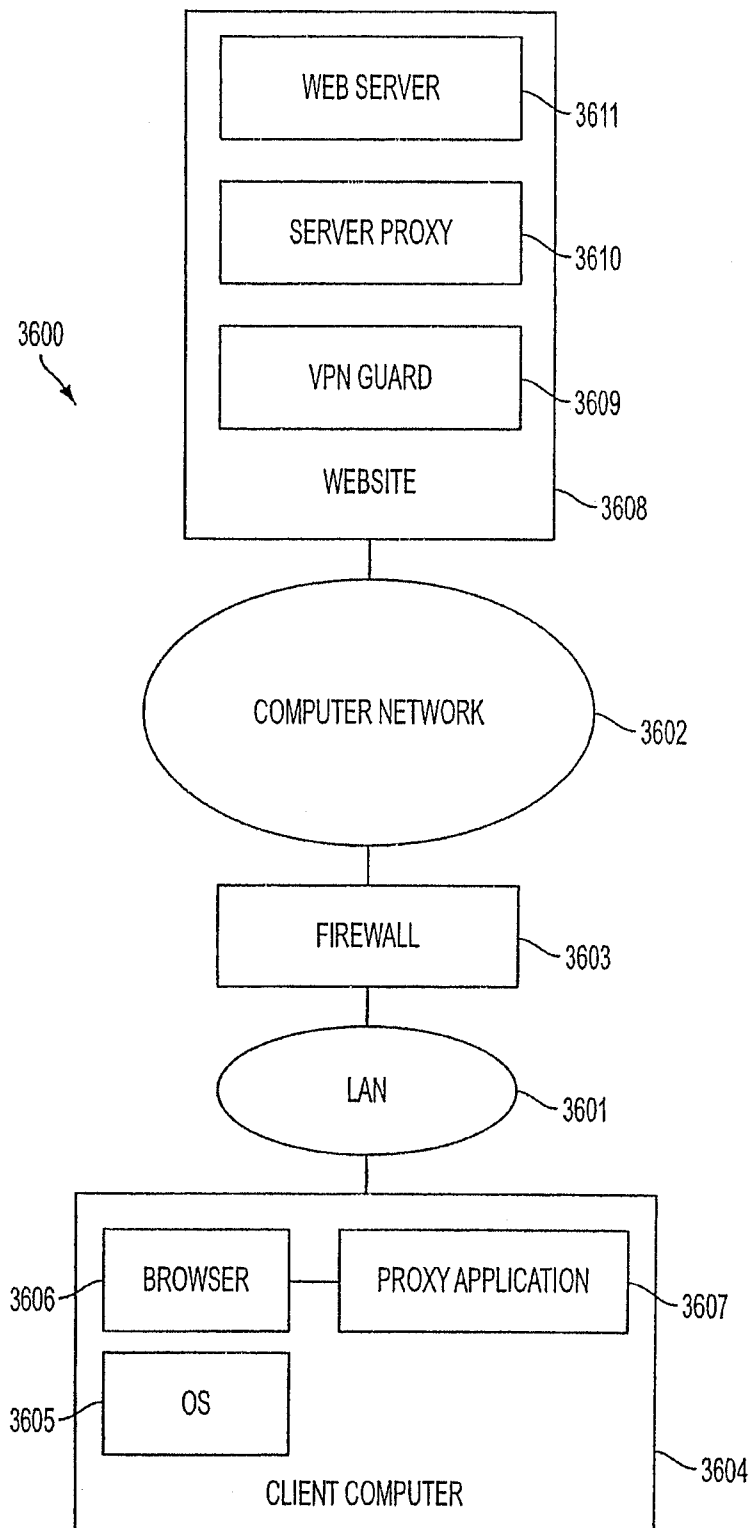 WEB SERVER
3611
SERVER PROXY
3610
3600
VPN GUARD
3609
WEBSITE
3608
COMPUTER NETWORK
3602
FIREWALL
3603
LAN
3601
BROWSER
PROXY APPLICATION
3606
3607
OS
3605
3604
CLIENT COMPUTER